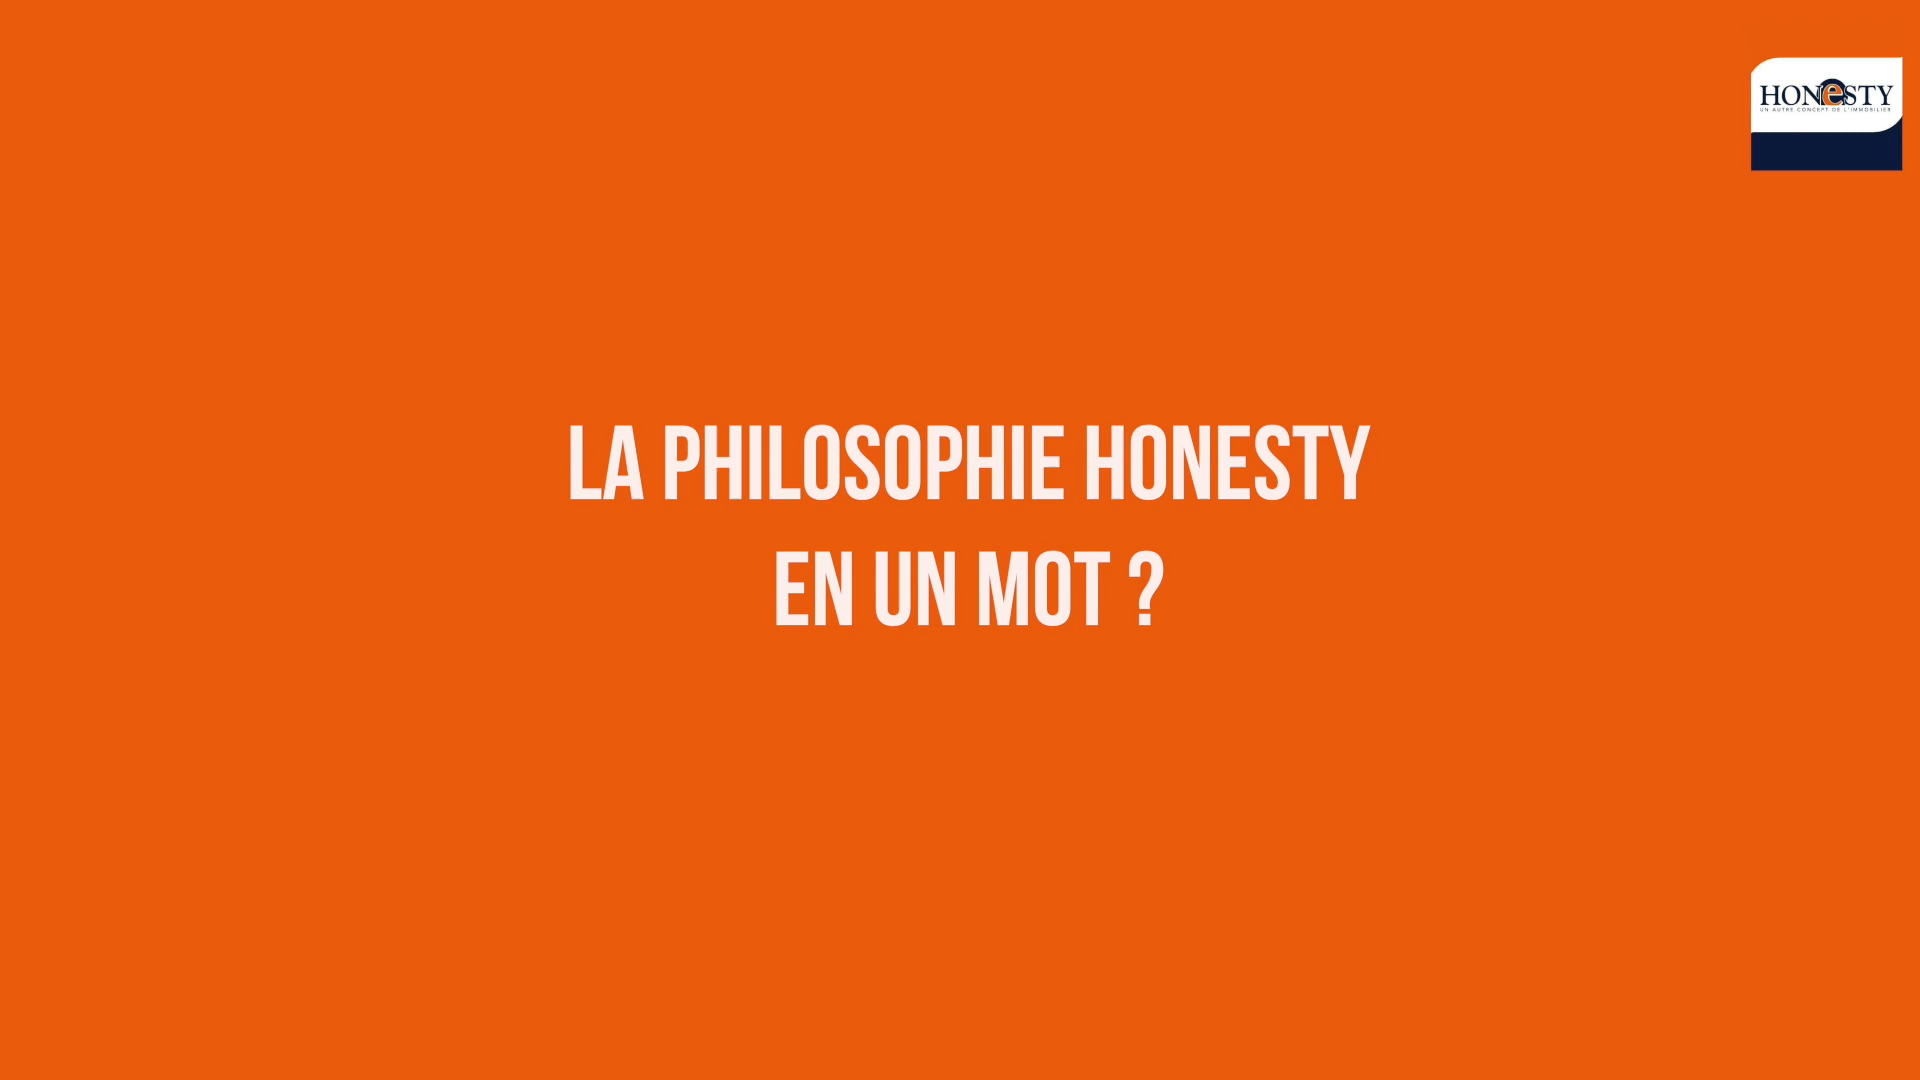 HONeSTY
UN AUTRE CONCEPT DE L'IMMOBILIER
LA PHILOSOPHIE HONESTY
EN UN MOT ?